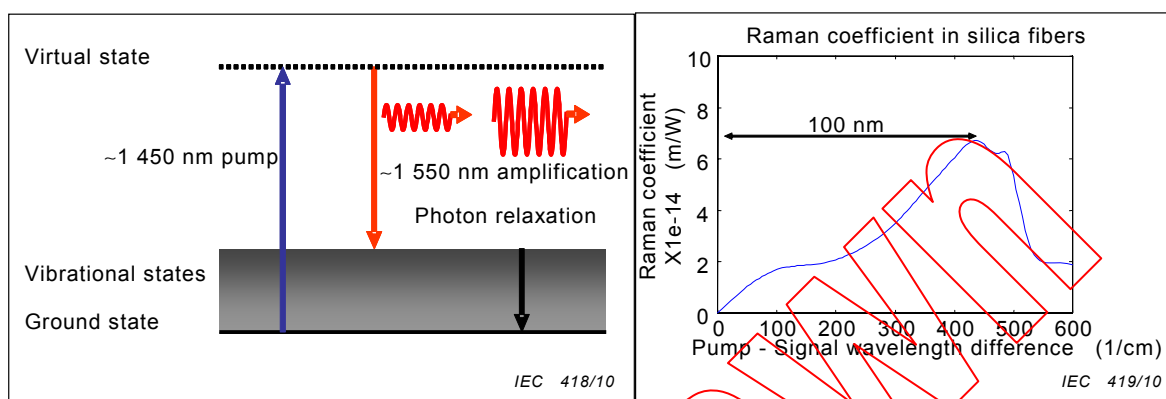 Virtual state
~1 450 nm pump
~1 550 nm amplification
Photon relaxation
Vibrational states
Ground state
IEC 418/10
Raman coefficient in silica fibers
Raman coefficient
X1e-14 (m/W)
10
8
6
4
2
0
100 nm
0 100 200 300 400 500 600
Pump - Signal wavelength difference (1/cm)
IEC 419/10